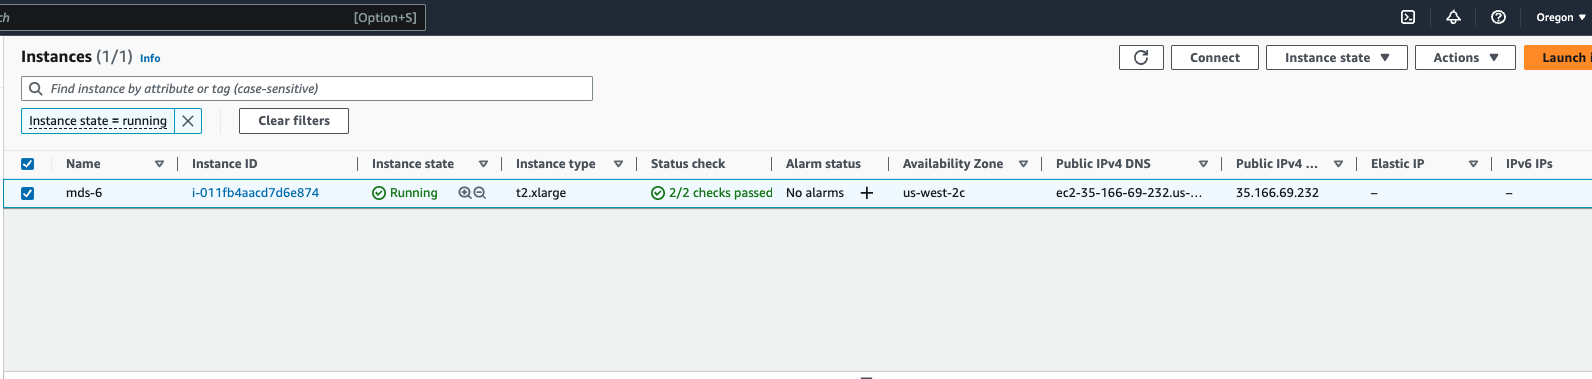 [Option+S]
Oregon
Instances (1/1) Info
Connect Instance state Actions Launch
Find instance by attribute or tag (case-sensitive)
Instance state = running Clear filters
Name Instance ID Instance state Instance type Status check Alarm status Availability Zone Public IPv4 DNS Public IPv4 ... Elastic IP IPv6 IPs
mds-6 i-011fb4aacd7d6e874 Running t2.xlarge 2/2 checks passed No alarms + us-west-2c ec2-35-166-69-232.us-... 35.166.69.232 – –